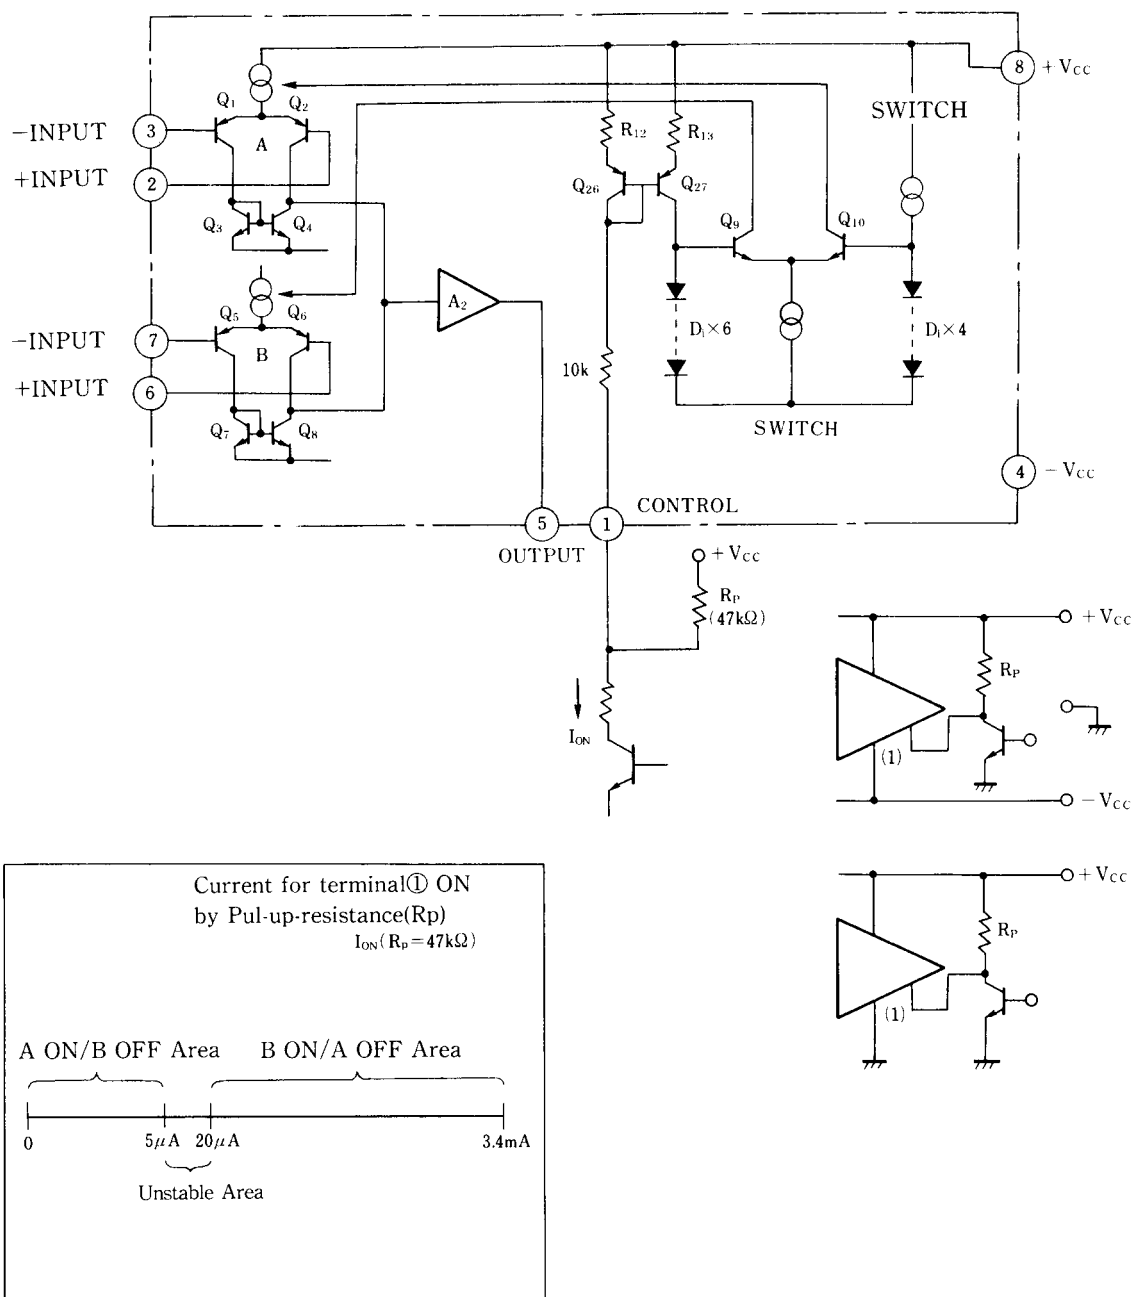 8
+VCC
SWITCH
Q1
Q2
-INPUT
3
A
R12
R13
+INPUT
2
Q26
Q27
Q3
Q4
Q9
Q10
A2
Q5
Q6
-INPUT
7
B
Di×6
Di×4
+INPUT
6
10k
Q7
Q8
SWITCH
4
-VCC
CONTROL
5
1
OUTPUT
+VCC
RP
(47kΩ)
ION
+VCC
RP
(1)
-VCC
+VCC
RP
(1)
Current for terminal① ON
by Pul-up-resistance(Rp)
ION(Rp=47kΩ)
A ON/B OFF Area
B ON/A OFF Area
0
5μA
20μA
3.4mA
Unstable Area